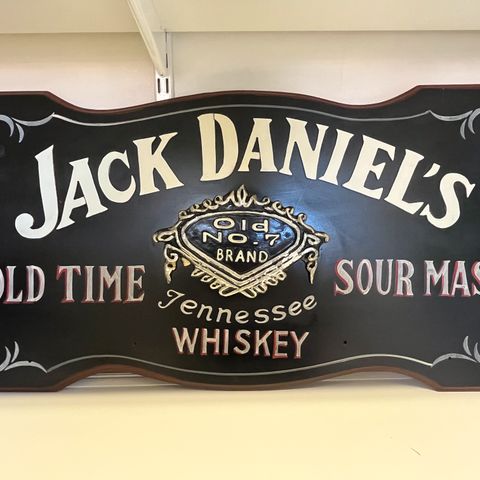 JACK DANIEL'S
Old
NO. 7
BRAND
OLD TIME
SOUR MAS
Tennessee
WHISKEY